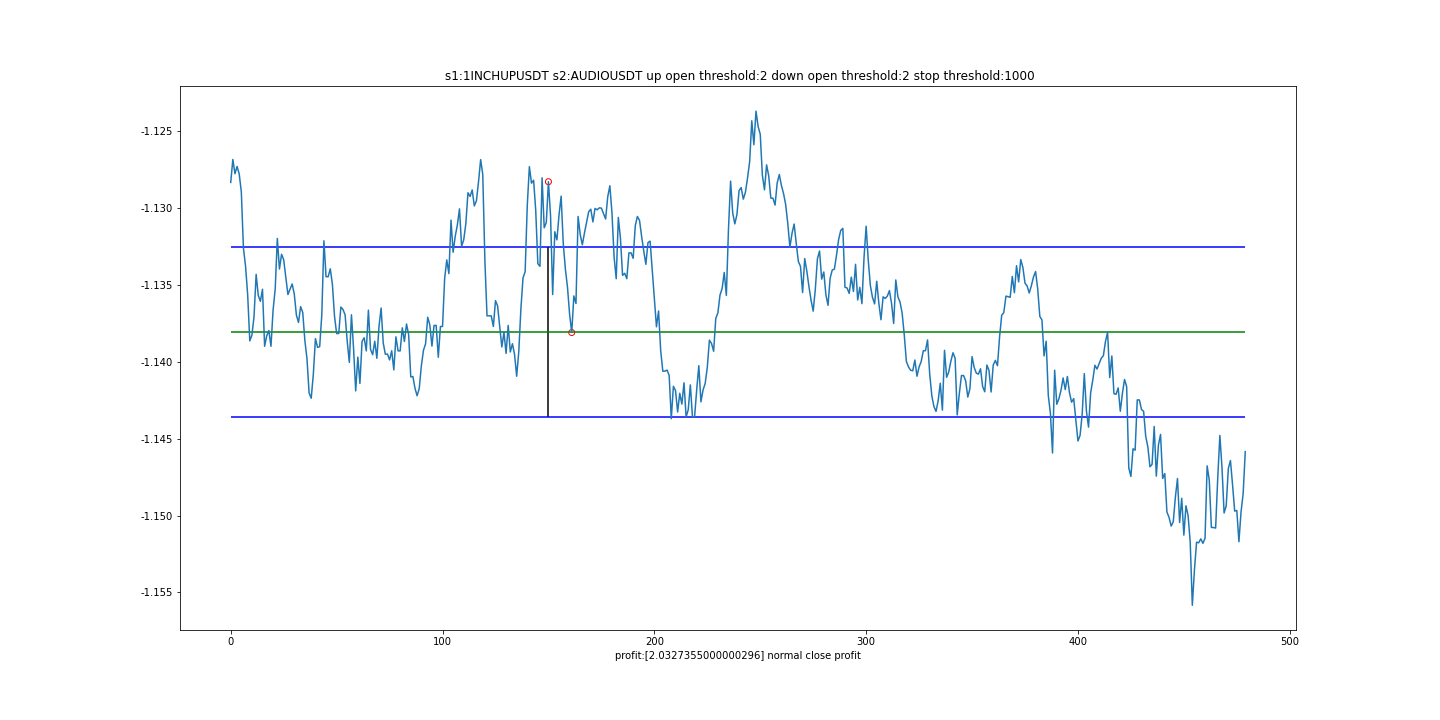 s1:1INCHUPUSDT s2:AUDIOUSDT up open threshold:2 down open threshold:2 stop threshold:1000
-1.125
-1.130
-1.135
-1.140
-1.145
-1.150
-1.155
0 100 200 300 400 500
profit:[2.0327355000000296] normal close profit